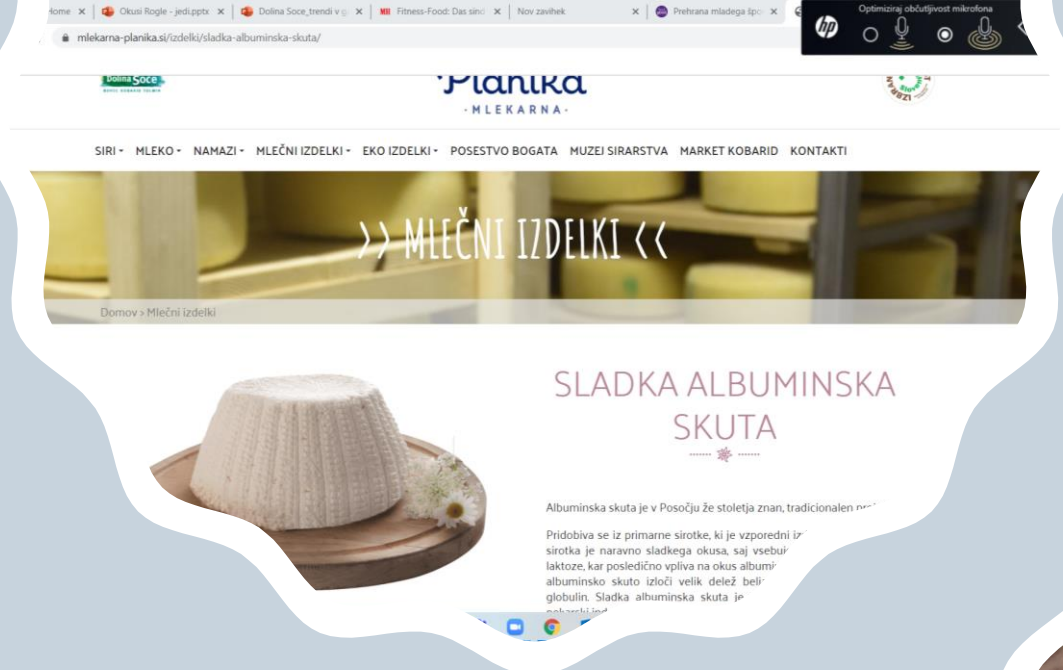 Home
Okusi Rogle - jedi.pptx
Dolina Soce_trendi v g
MH Fitness-Food: Das sind
Nov zavihek
Prehrana mladega špo
Optimiziraj občutljivost mikrofona
hp
mlekarna-planika.si/izdelki/sladka-albuminska-skuta/
Dolina Soče
Planika
·MLEKARNA·
SIRI MLEKO NAMAZI MLEČNI IZDELKI EKO IZDELKI POSESTVO BOGATA MUZEJ SIRARSTVA MARKET KOBARID KONTAKTI
>> MLEČNI IZDELKI <<
Domov > Mlečni izdelki
SLADKA ALBUMINSKA
SKUTA
Albuminska skuta je v Posočju že stoletja znan, tradicionalen
Pridobiva se iz primarne sirotke, ki je vzporedni
sirotka je naravno sladkega okusa, saj
laktoze, kar posledično vpliva na okus
albuminsko skuto izloči velik delež
globulin. Sladka albuminska skuta je